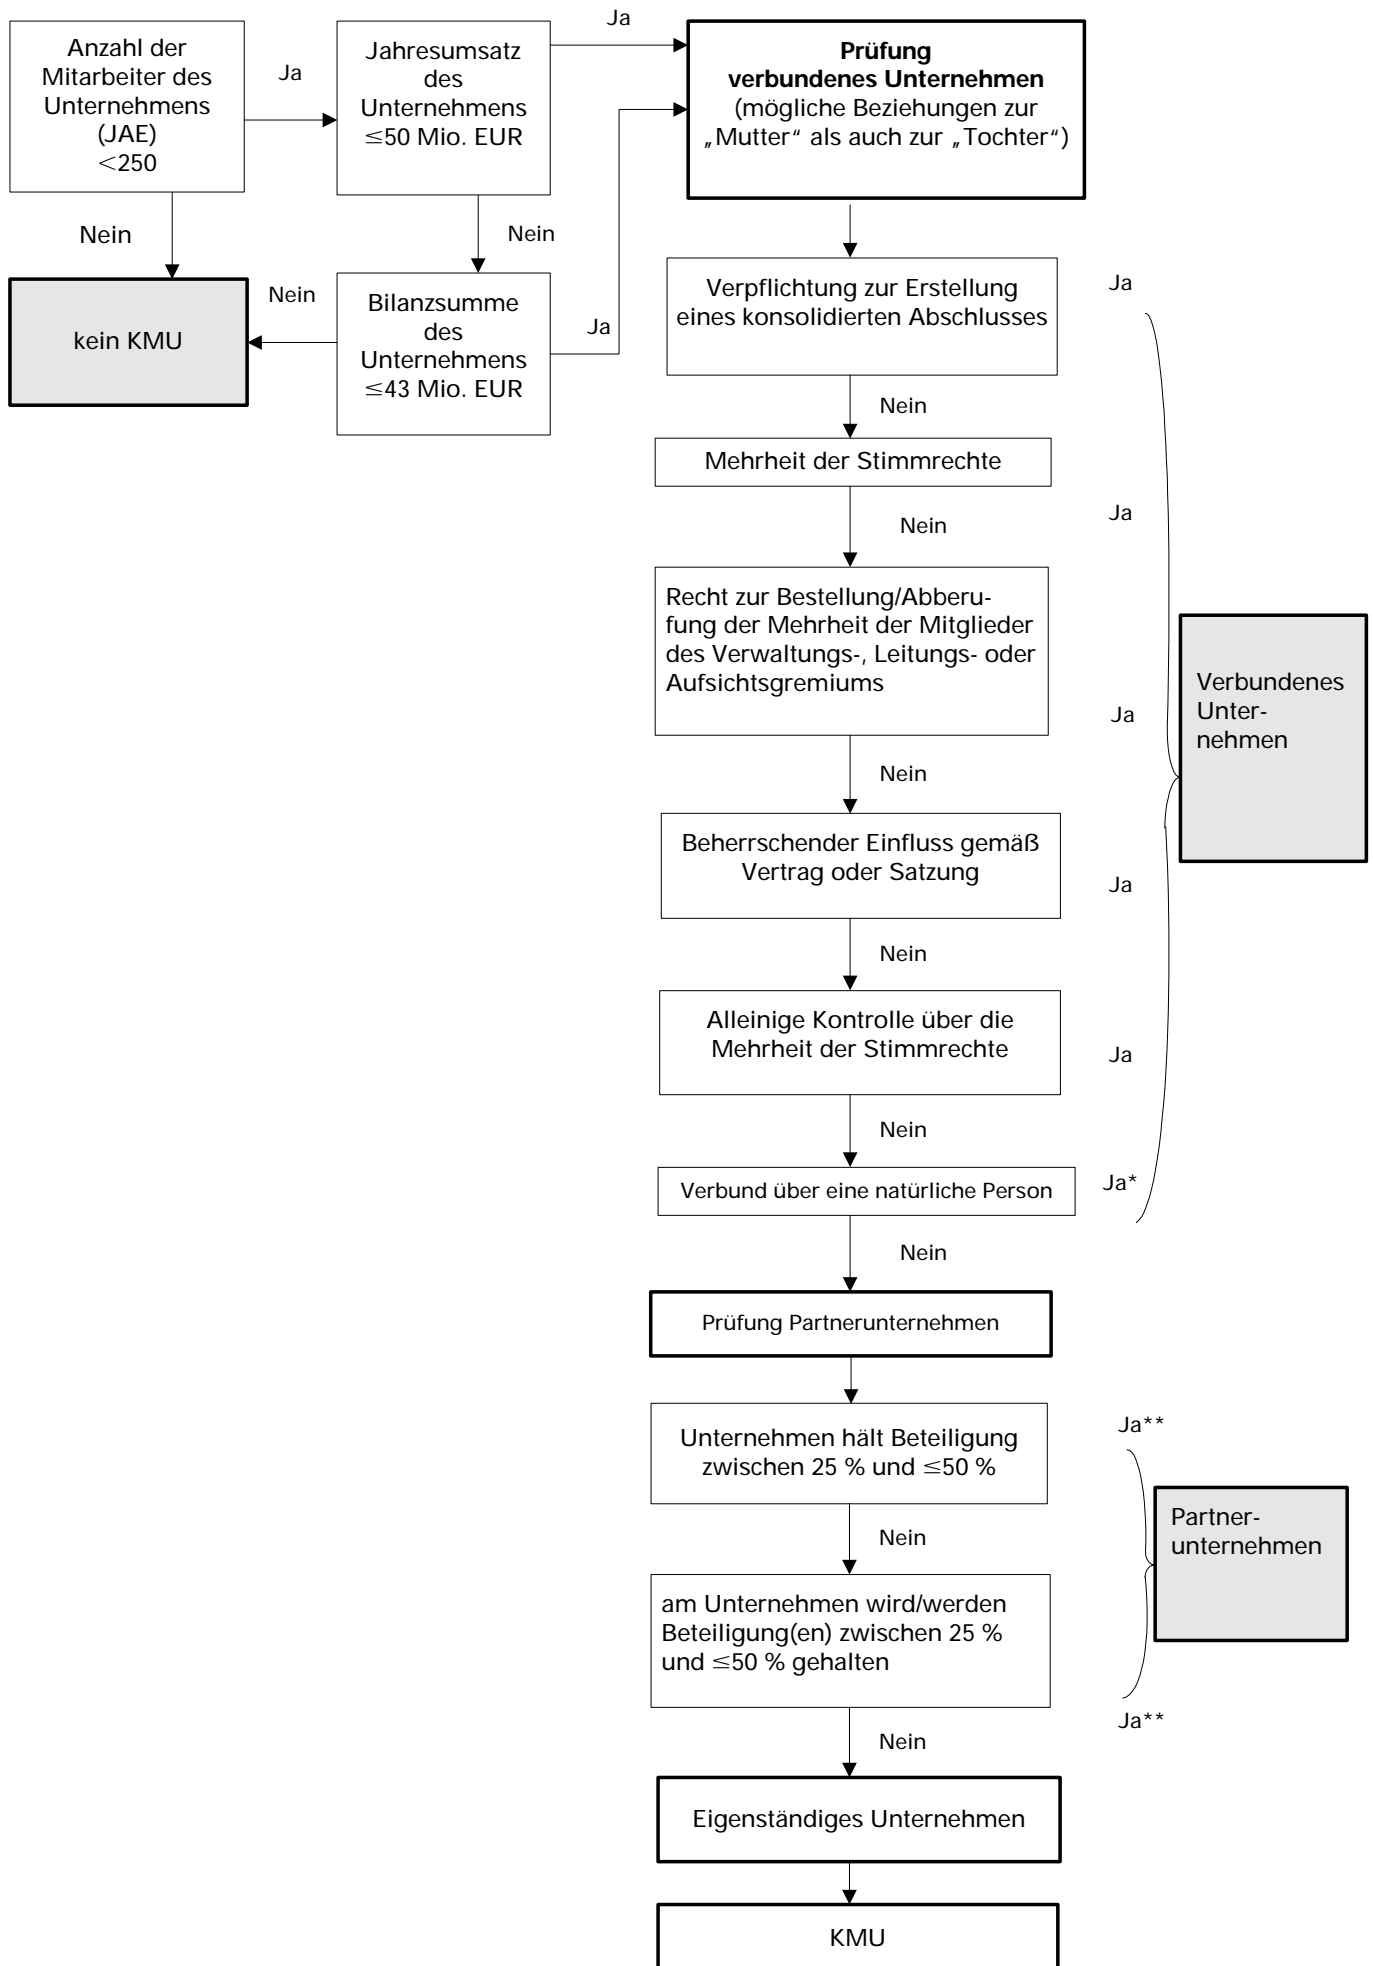 Anzahl der
Mitarbeiter des
Unternehmens
(JAE)
<250
Ja
Jahresumsatz
des
Unternehmens
≤50 Mio. EUR
Ja
Prüfung
verbundenes Unternehmen
(mögliche Beziehungen zur
„Mutter“ als auch zur „Tochter“)
Nein
Nein
kein KMU
Nein
Bilanzsumme
des
Unternehmens
≤43 Mio. EUR
Ja
Verpflichtung zur Erstellung
eines konsolidierten Abschlusses
Ja
Nein
Mehrheit der Stimmrechte
Ja
Nein
Recht zur Bestellung/Abberu-
fung der Mehrheit der Mitglieder
des Verwaltungs-, Leitungs- oder
Aufsichtsgremiums
Ja
Verbundenes
Unter-
nehmen
Nein
Beherrschender Einfluss gemäß
Vertrag oder Satzung
Ja
Nein
Alleinige Kontrolle über die
Mehrheit der Stimmrechte
Ja
Nein
Verbund über eine natürliche Person
Ja*
Nein
Prüfung Partnerunternehmen
Unternehmen hält Beteiligung
zwischen 25 % und ≤50 %
Ja**
Partner-
unternehmen
Nein
am Unternehmen wird/werden
Beteiligung(en) zwischen 25 %
und ≤50 % gehalten
Ja**
Nein
Eigenständiges Unternehmen
KMU